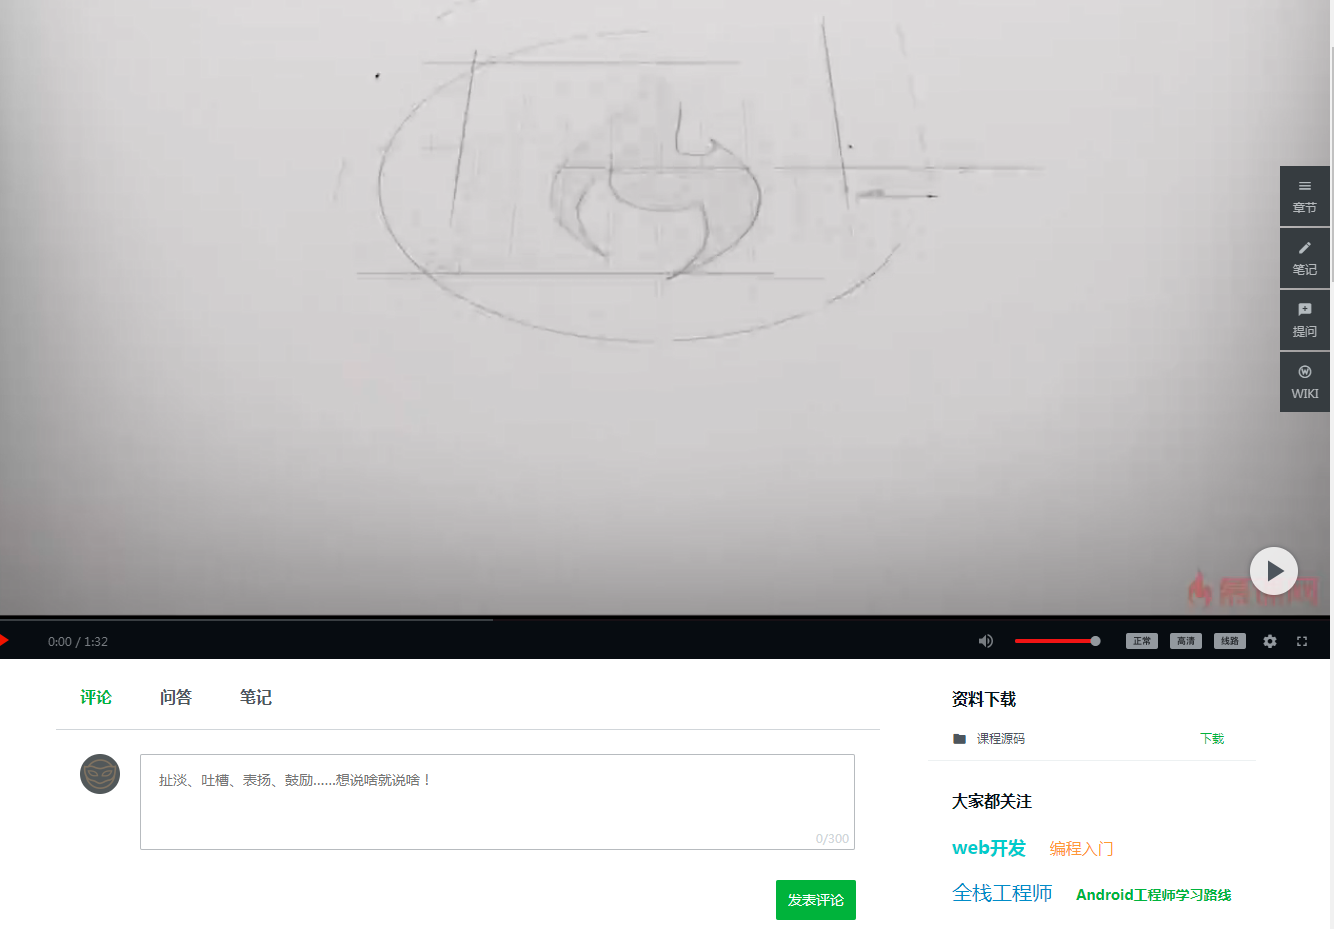 章节
笔记
提问
WIKI
慕课网
0:00 / 1:32
正常 高清 线路
评论 问答 笔记
扯淡、吐槽、表扬、鼓励......想说啥就说啥！
0/300
发表评论
资料下载
课程源码 下载
大家都关注
web开发 编程入门
全栈工程师 Android工程师学习路线